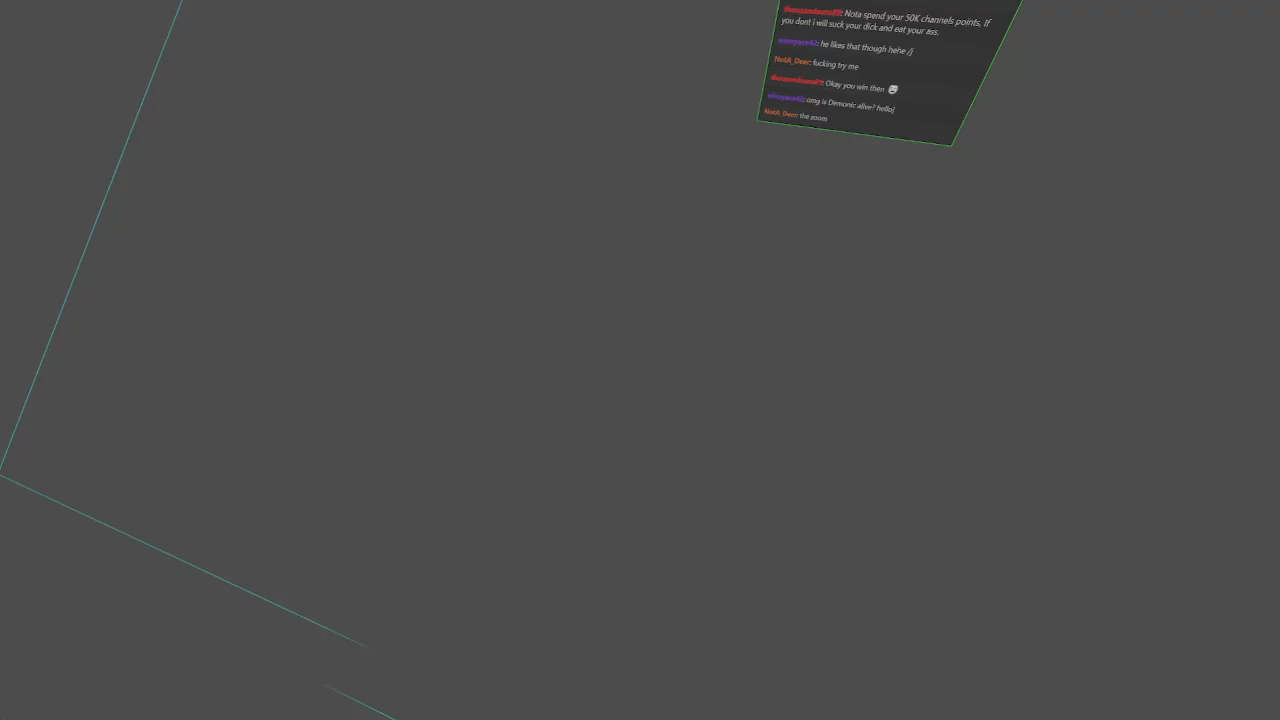 thousandsuns89: Nota spend your 50K channels points, If
you dont i will suck your dick and eat your ass.
he likes that though hehe /j
NotA_Deer: fucking try me
thousandsuns89: Okay you win then
omg is Demonic alive? hello!
NotA_Deer: the zoom